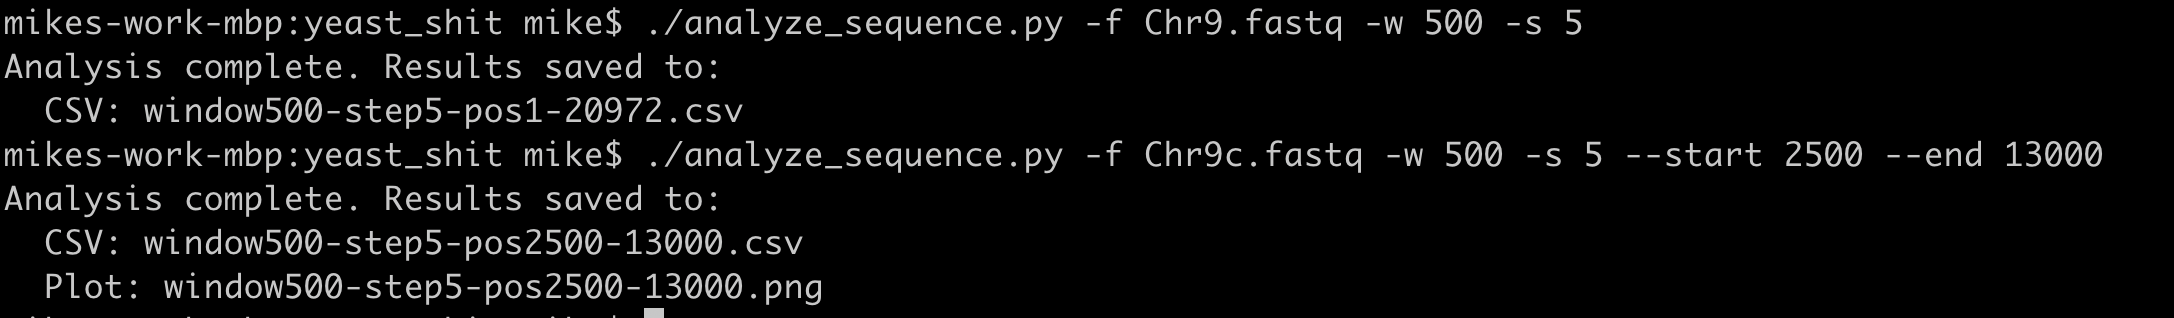 mikes-work-mbp:yeast_shit mike$ ./analyze_sequence.py -f Chr9.fastq -w 500 -s 5
Analysis complete. Results saved to:
  CSV: window500-step5-pos1-20972.csv
mikes-work-mbp:yeast_shit mike$ ./analyze_sequence.py -f Chr9c.fastq -w 500 -s 5 --start 2500 --end 13000
Analysis complete. Results saved to:
  CSV: window500-step5-pos2500-13000.csv
  Plot: window500-step5-pos2500-13000.png